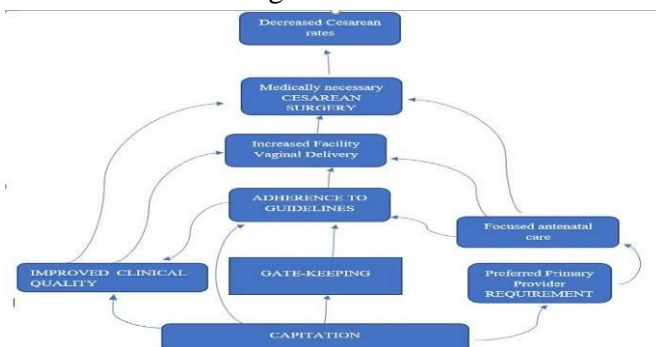 Decreased Cesarean
rates
Medically necessary
CESAREAN
SURGERY
Increased Facility
Vaginal Delivery
ADHERENCE TO
GUIDELINES
Focused antenatal
care
IMPROVED CLINICAL
QUALITY
GATE-KEEPING
Preferred Primary
Provider
REQUIREMENT
CAPITATION